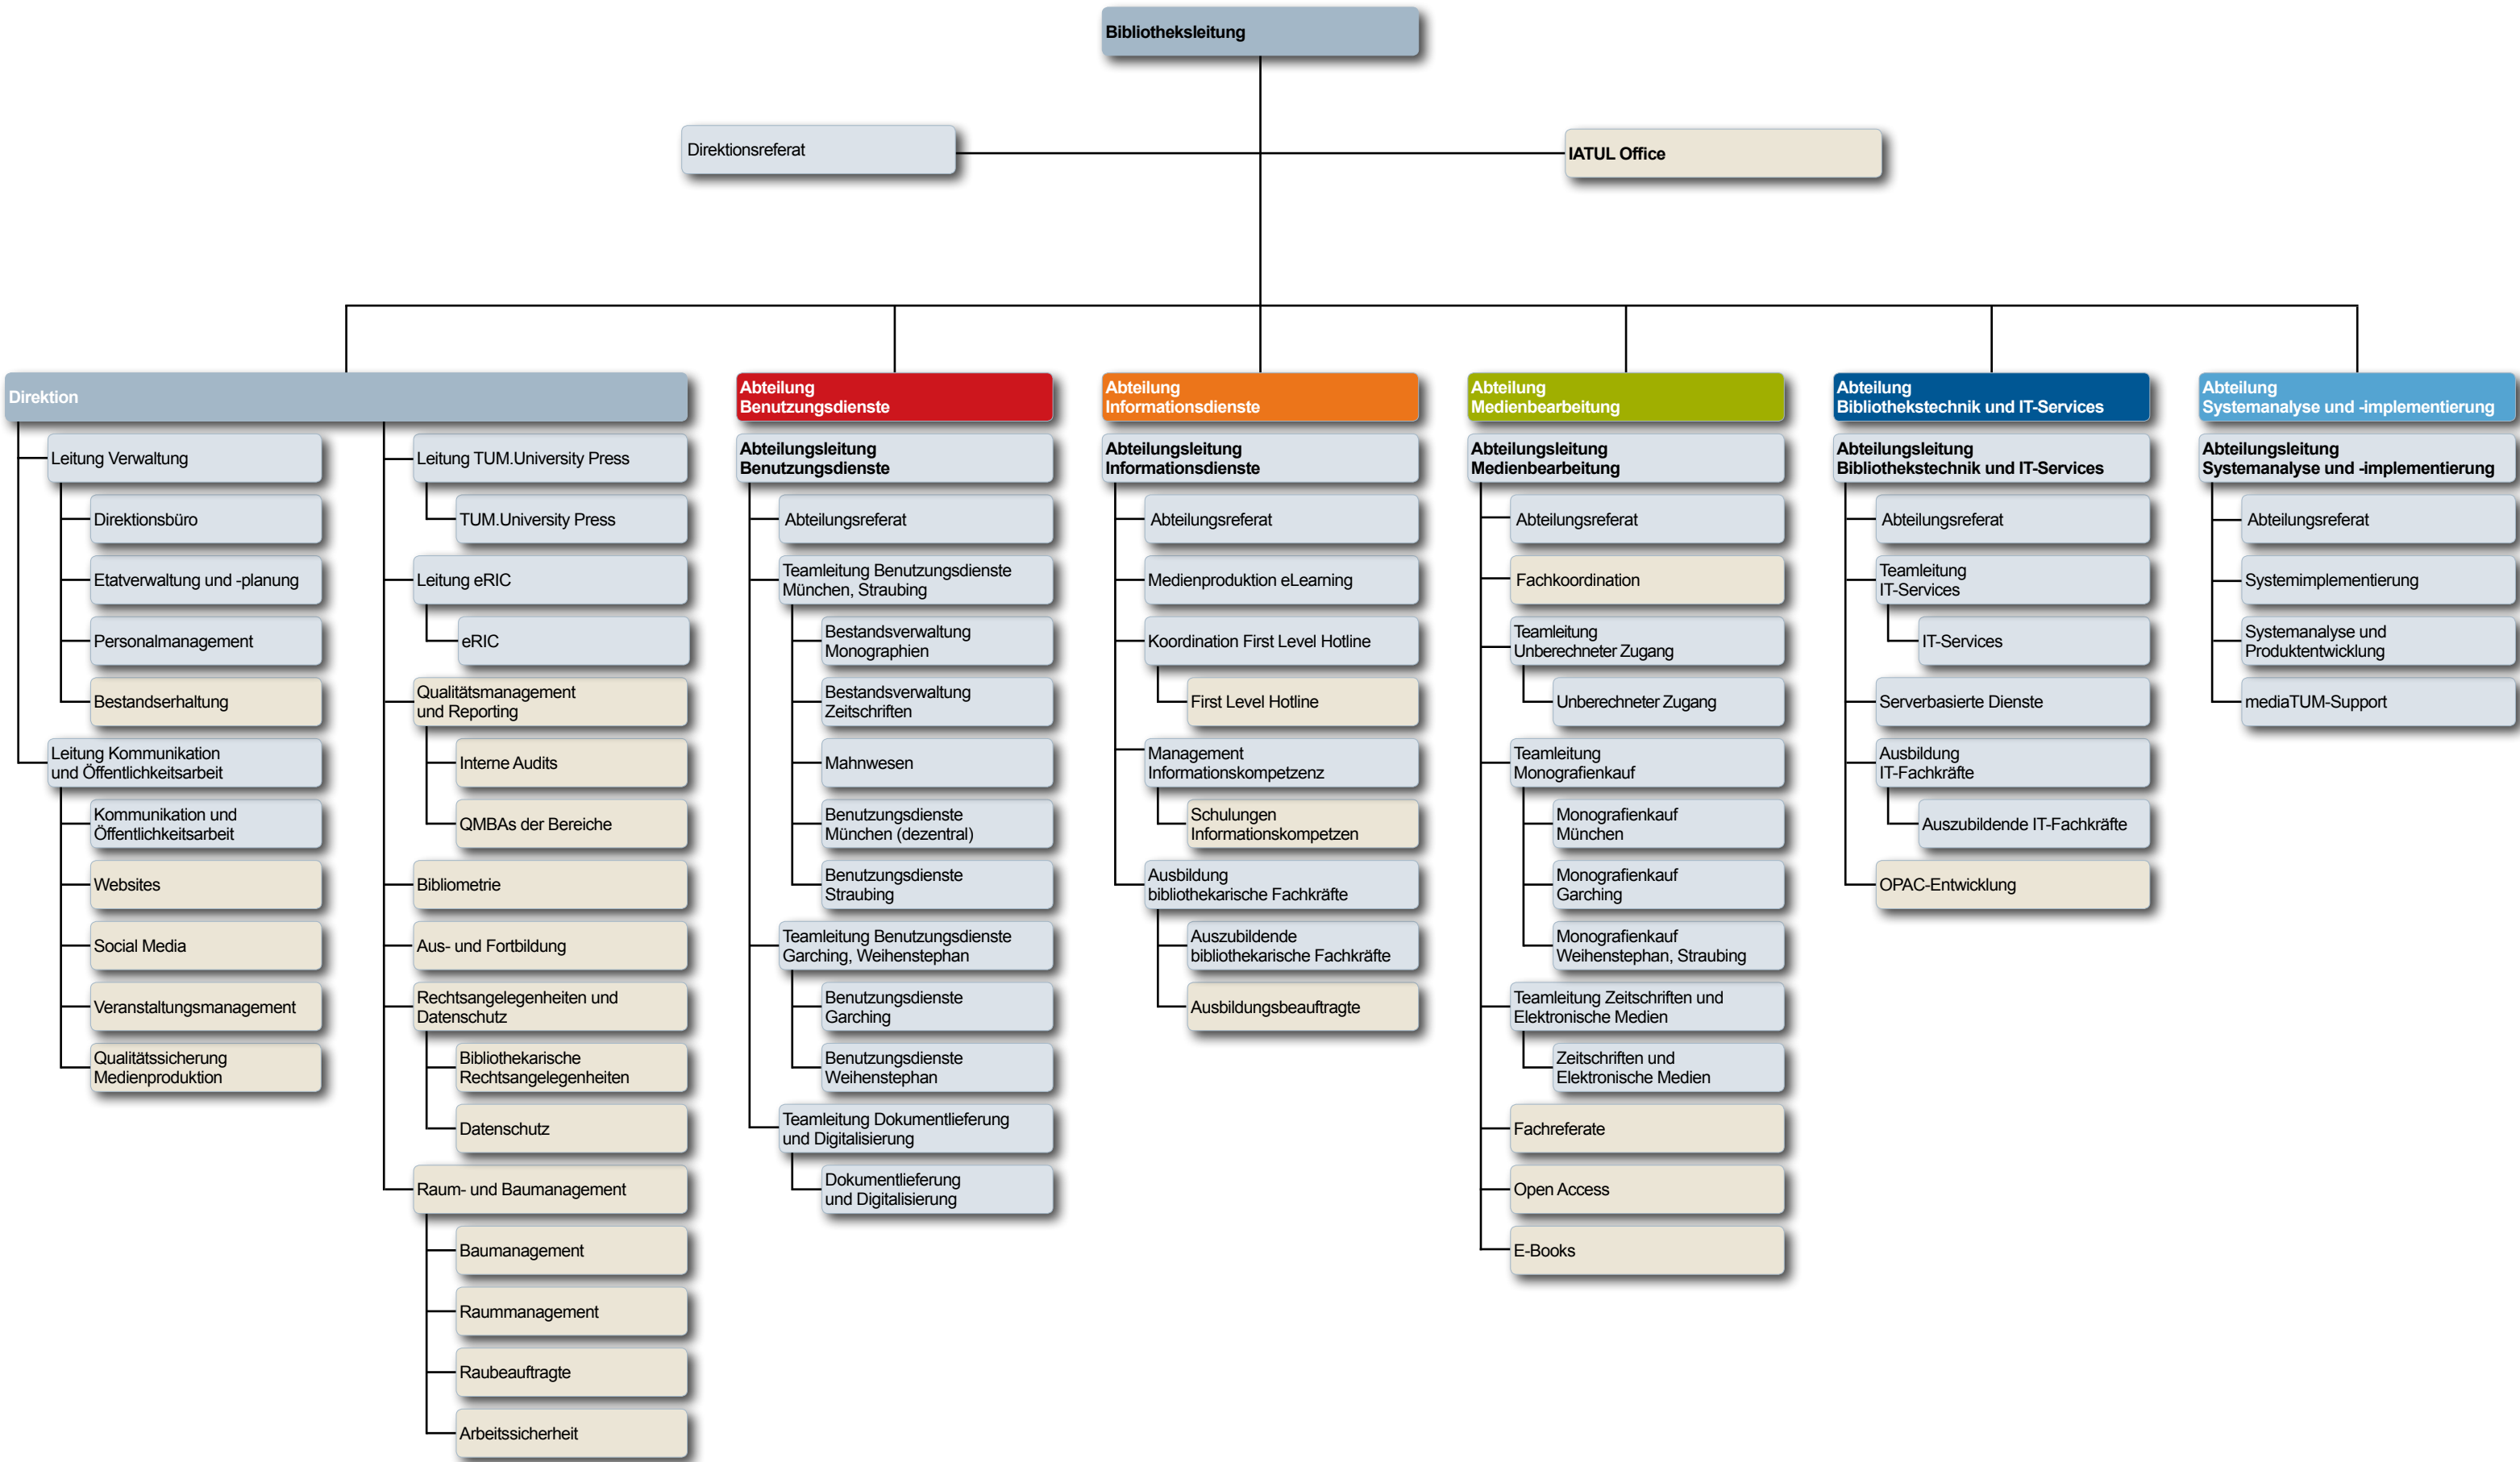 Bibliotheksleitung
Direktionsreferat
IATUL Office
Direktion
Leitung Verwaltung
Direktionsbüro
Etatverwaltung und -planung
Personalmanagement
Bestandserhaltung
Leitung Kommunikation
und Öffentlichkeitsarbeit
Kommunikation und
Öffentlichkeitsarbeit
Websites
Social Media
Veranstaltungsmanagement
Qualitätssicherung
Medienproduktion
Leitung TUM.University Press
TUM.University Press
Leitung eRIC
eRIC
Qualitätsmanagement
und Reporting
Interne Audits
QMBAs der Bereiche
Bibliometrie
Aus- und Fortbildung
Rechtsangelegenheiten und
Datenschutz
Bibliothekarische
Rechtsangelegenheiten
Datenschutz
Raum- und Baumanagement
Baumanagement
Raummanagement
Raubeauftragte
Arbeitssicherheit
Abteilung
Benutzungsdienste
Abteilungsleitung
Benutzungsdienste
Abteilungsreferat
Teamleitung Benutzungsdienste
München, Straubing
Bestandsverwaltung
Monographien
Bestandsverwaltung
Zeitschriften
Mahnwesen
Benutzungsdienste
München (dezentral)
Benutzungsdienste
Straubing
Teamleitung Benutzungsdienste
Garching, Weihenstephan
Benutzungsdienste
Garching
Benutzungsdienste
Weihenstephan
Teamleitung Dokumentlieferung
und Digitalisierung
Dokumentlieferung
und Digitalisierung
Abteilung
Informationsdienste
Abteilungsleitung
Informationsdienste
Abteilungsreferat
Medienproduktion eLearning
Koordination First Level Hotline
First Level Hotline
Management
Informationskompetzenz
Schulungen
Informationskompetzen
Ausbildung
bibliothekarische Fachkräfte
Auszubildende
bibliothekarische Fachkräfte
Ausbildungsbeauftragte
Abteilung
Medienbearbeitung
Abteilungsleitung
Medienbearbeitung
Abteilungsreferat
Fachkoordination
Teamleitung
Unberechneter Zugang
Unberechneter Zugang
Teamleitung
Monografienkauf
Monografienkauf
München
Monografienkauf
Garching
Monografienkauf
Weihenstephan, Straubing
Teamleitung Zeitschriften und
Elektronische Medien
Zeitschriften und
Elektronische Medien
Fachreferate
Open Access
E-Books
Abteilung
Bibliothekstechnik und IT-Services
Abteilungsleitung
Bibliothekstechnik und IT-Services
Abteilungsreferat
Teamleitung
IT-Services
IT-Services
Serverbasierte Dienste
Ausbildung
IT-Fachkräfte
Auszubildende IT-Fachkräfte
OPAC-Entwicklung
Abteilung
Systemanalyse und -implementierung
Abteilungsleitung
Systemanalyse und -implementierung
Abteilungsreferat
Systemimplementierung
Systemanalyse und
Produktentwicklung
mediaTUM-Support